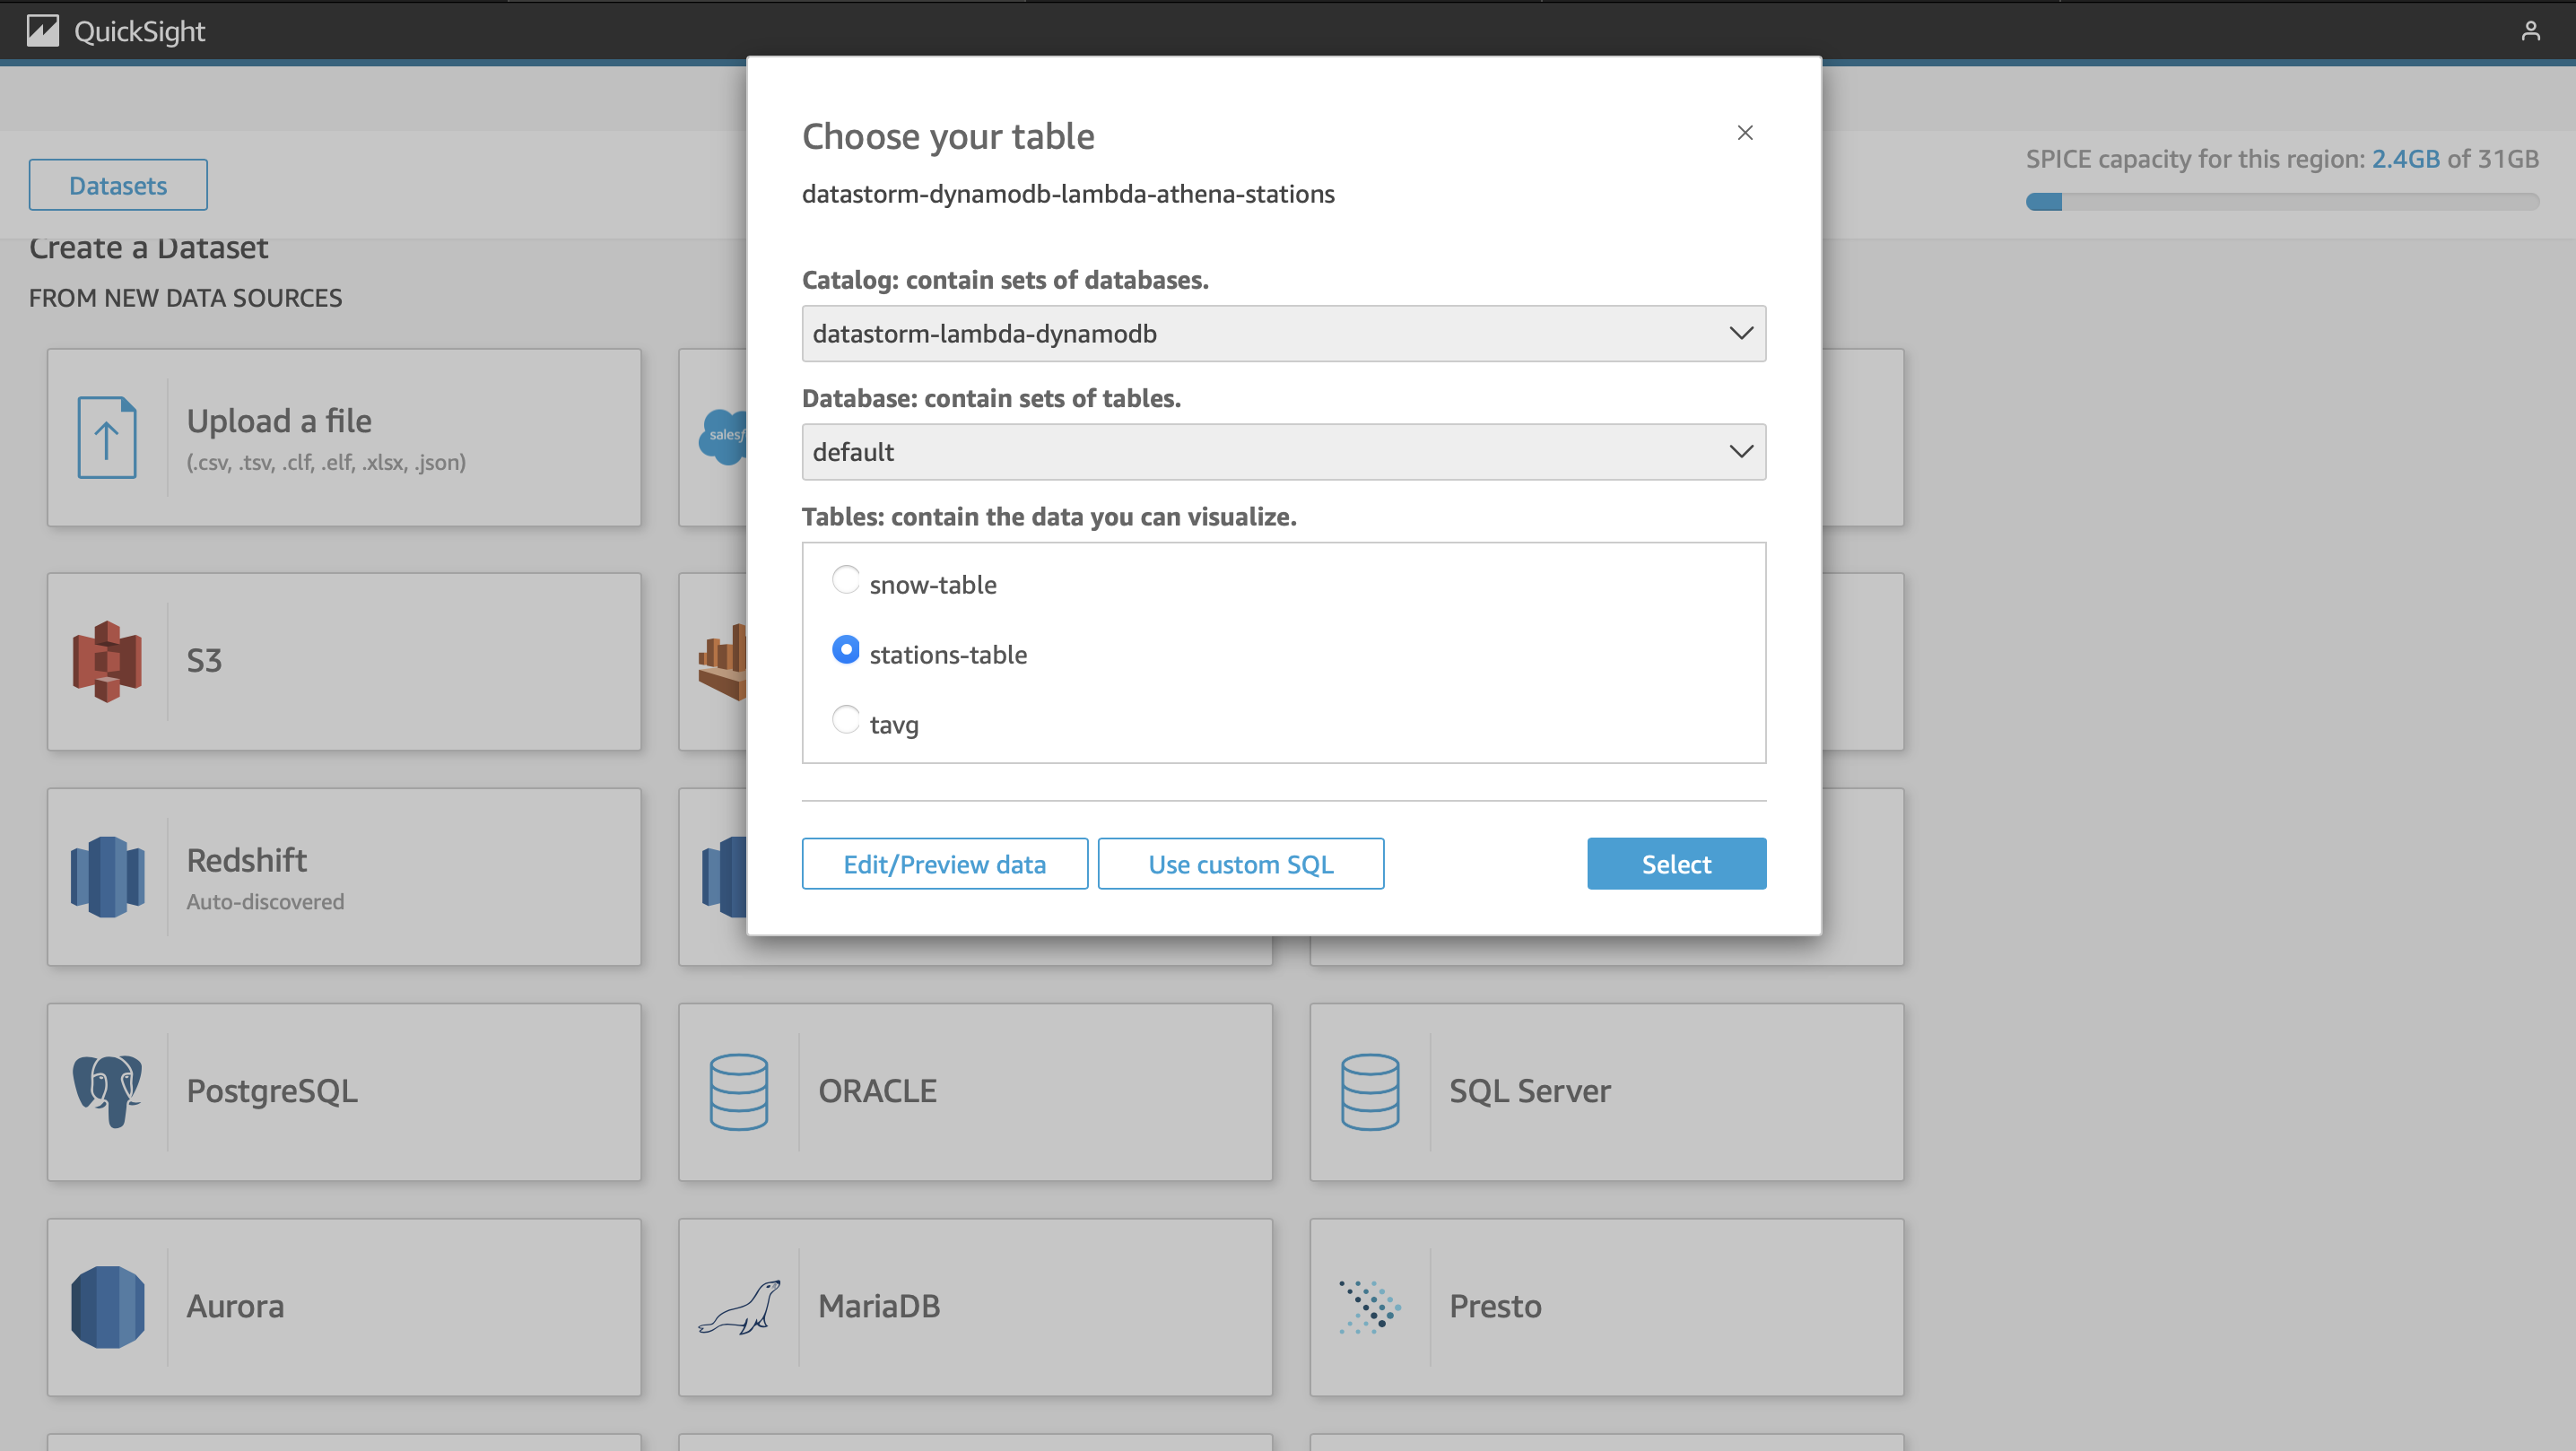 QuickSight
Choose your table
datastorm-dynamodb-lambda-athena-stations
Datasets
SPICE capacity for this region: 2.4GB of 31GB
Create a Dataset
FROM NEW DATA SOURCES
Catalog: contain sets of databases.
datastorm-lambda-dynamodb
Database: contain sets of tables.
default
Tables: contain the data you can visualize.
snow-table
stations-table
tavg
Edit/Preview data
Use custom SQL
Select
Upload a file
(.csv, .tsv, .clf, .elf, .xlsx, .json)
S3
Redshift
Auto-discovered
PostgreSQL
ORACLE
SQL Server
Aurora
MariaDB
Presto